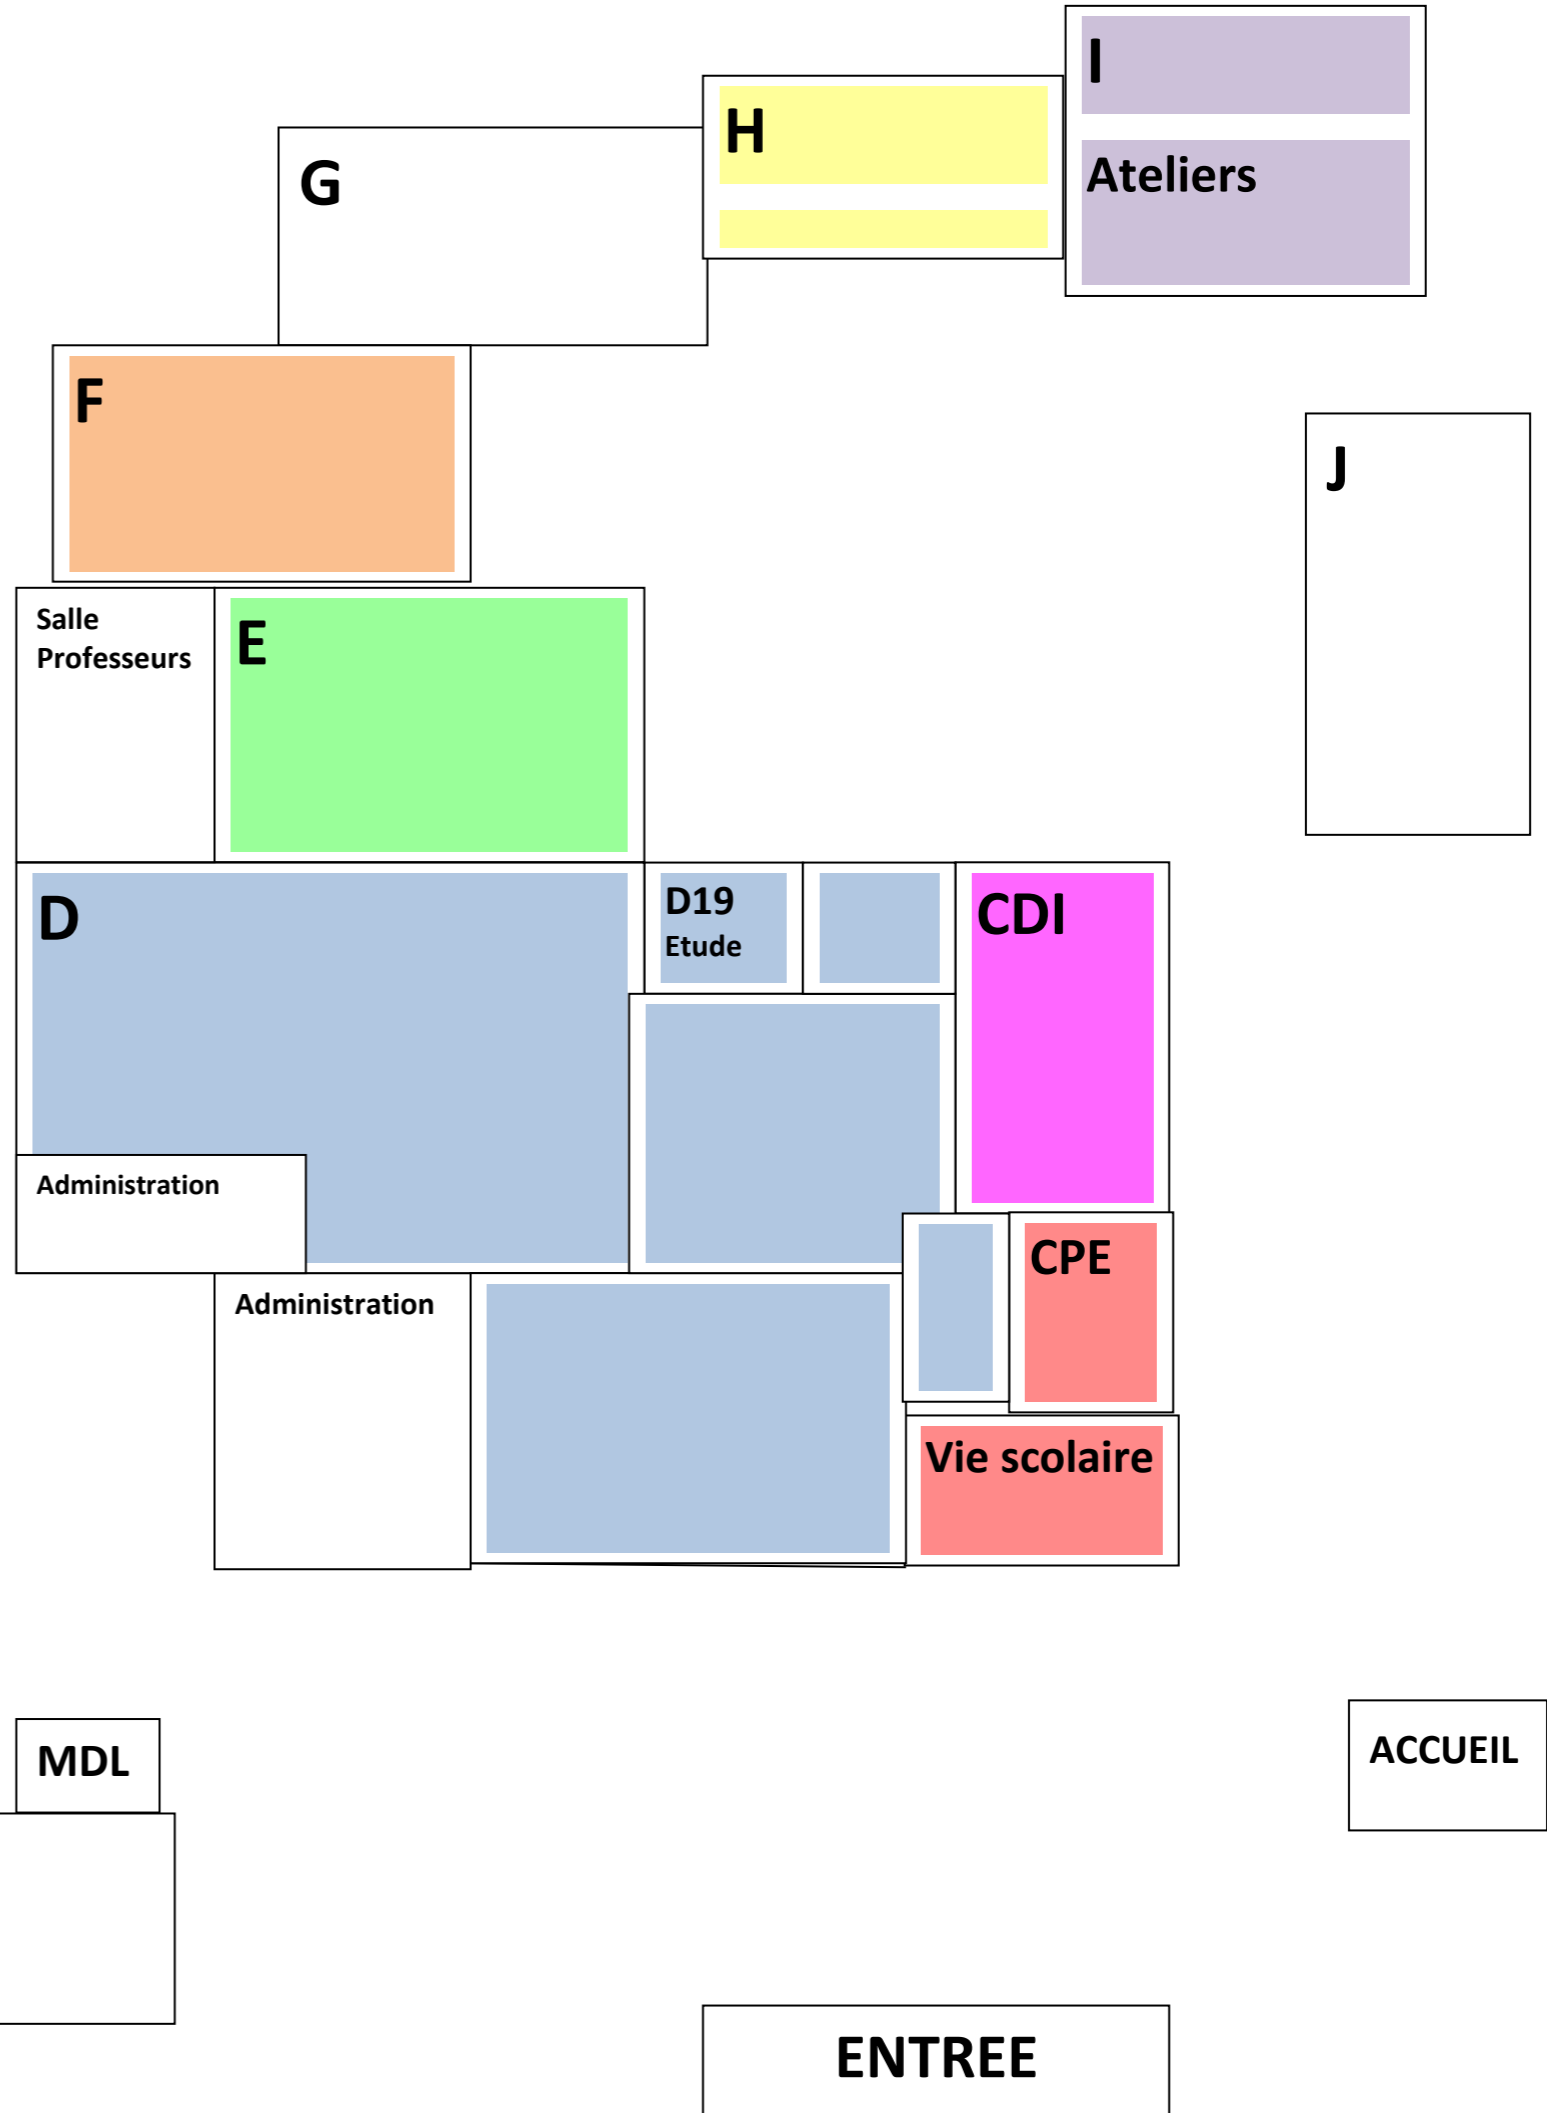 I
H
Ateliers
G
F
J
Salle
Professeurs
E
D
D19
Etude
CDI
Administration
CPE
Administration
Vie scolaire
MDL
ACCUEIL
ENTREE